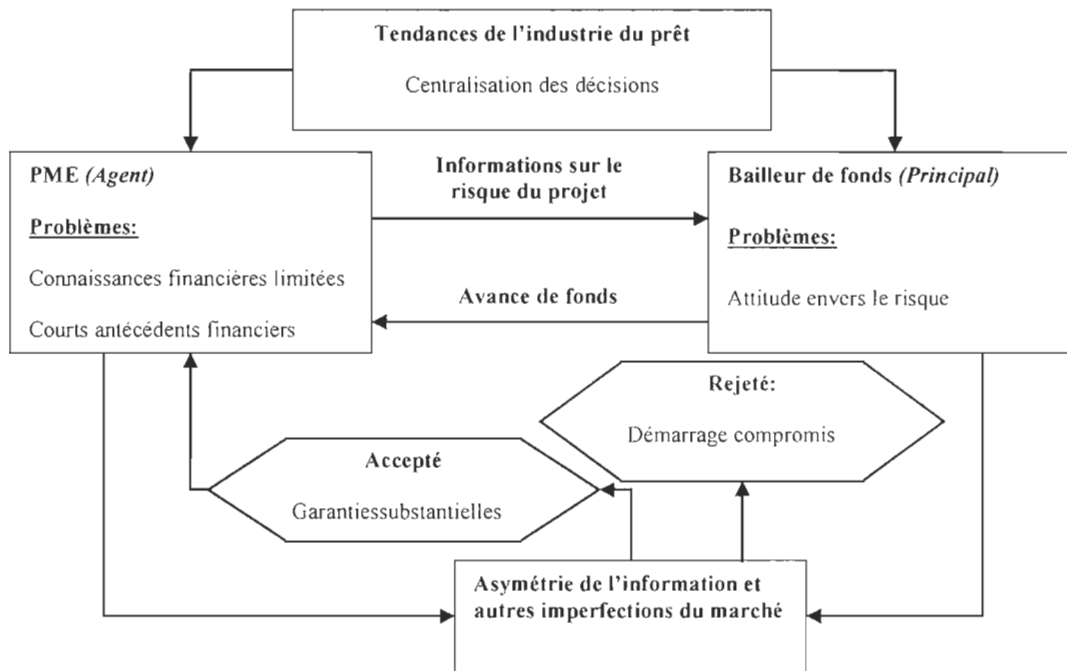 Tendances de l'industrie du prêt
Centralisation des décisions
PME (Agent)
Problèmes:
Connaissances financières limitées
Courts antécédents financiers
Informations sur le
risque du projet
Avance de fonds
Bailleur de fonds (Principal)
Problèmes:
Attitude envers le risque
Rejeté:
Démarrage compromis
Accepté
Garantiessubstantielles
Asymétrie de l'information et
autres imperfections du marché